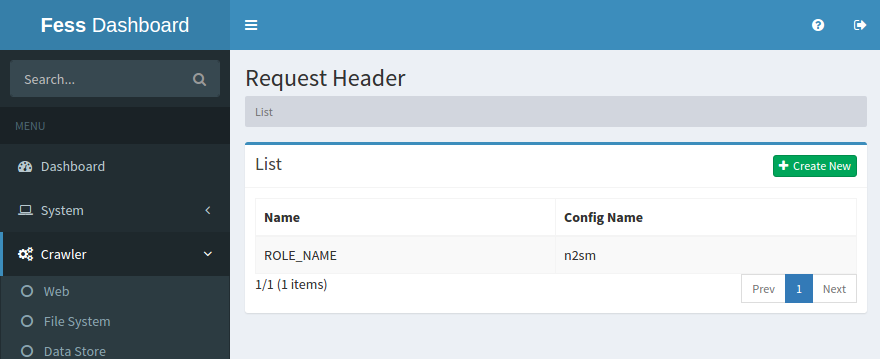 Fess Dashboard
Search...
MENU
Dashboard
System
Crawler
Web
File System
Data Store
Request Header
List
List
Create New
Name Config Name
ROLE_NAME n2sm
1/1 (1 items)
Prev 1 Next